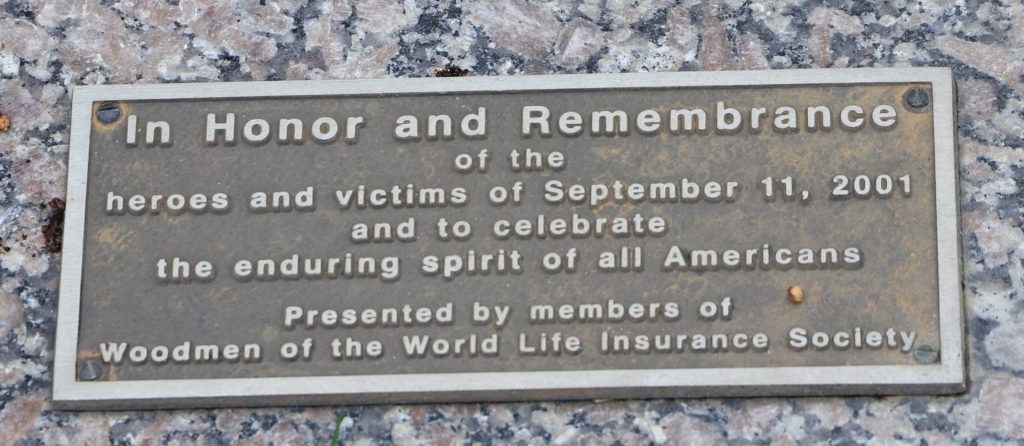 In Honor and Remembrance
of the
heroes and victims of September 11, 2001
and to celebrate
the enduring spirit of all Americans
Presented by members of
Woodmen of the World Life Insurance Society